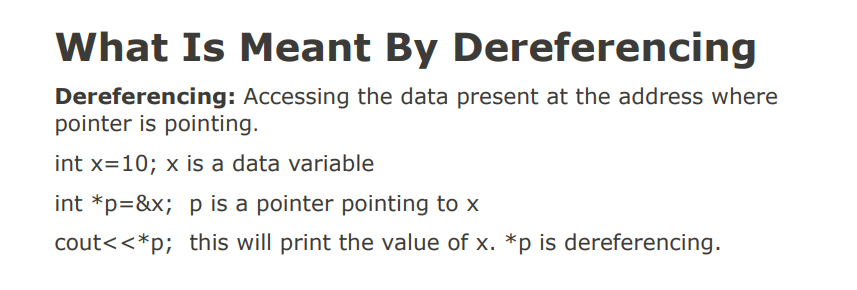 What Is Meant By Dereferencing
Dereferencing: Accessing the data present at the address where
pointer is pointing.
int x=10; x is a data variable
int *p=&x;  p is a pointer pointing to x
cout<<*p;  this will print the value of x. *p is dereferencing.